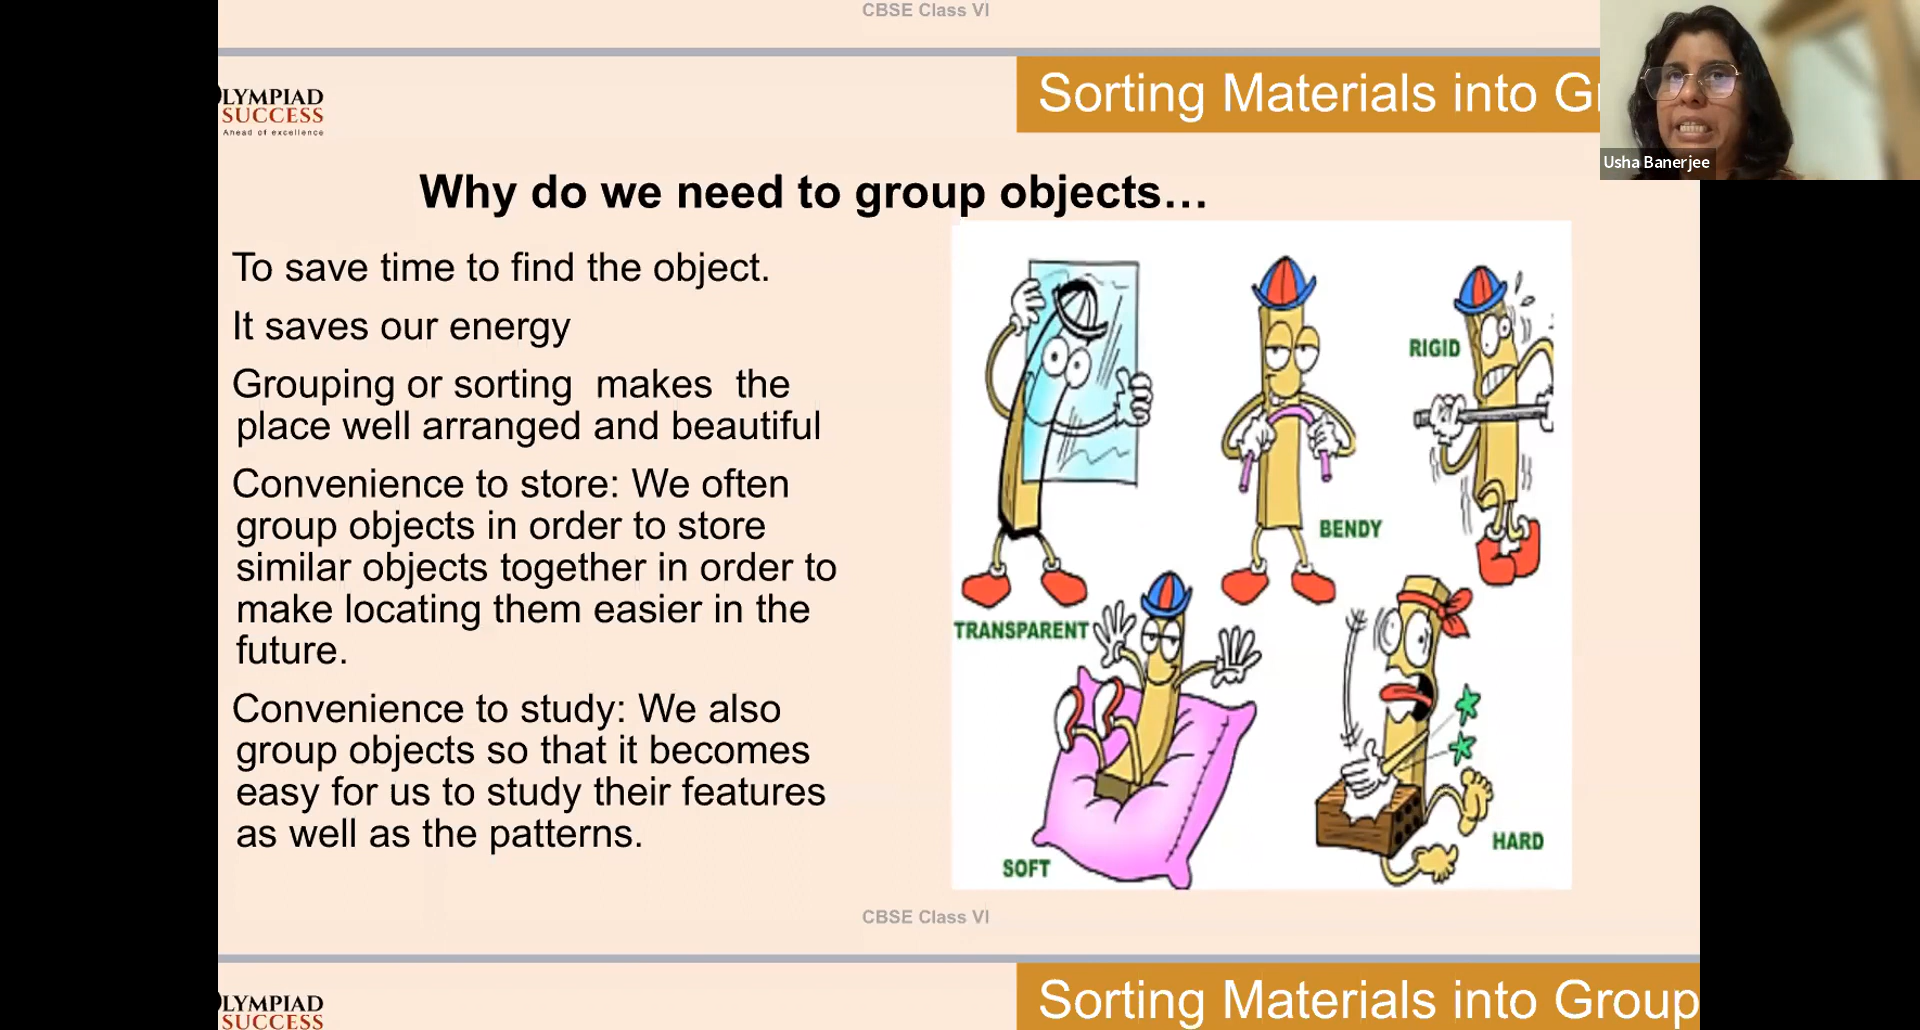 CBSE Class VI
LYMPIAD
SUCCESS
Ahead of excellence
Sorting Materials into Gr
Usha Banerjee
Why do we need to group objects...
To save time to find the object.
It saves our energy
Grouping or sorting makes the
place well arranged and beautiful
Convenience to store: We often
group objects in order to store
similar objects together in order to
make locating them easier in the
future.
Convenience to study: We also
group objects so that it becomes
easy for us to study their features
as well as the patterns.
RIGID
BENDY
TRANSPARENT
SOFT
HARD
CBSE Class VI
LYMPIAD
SUCCESS
Sorting Materials into Group